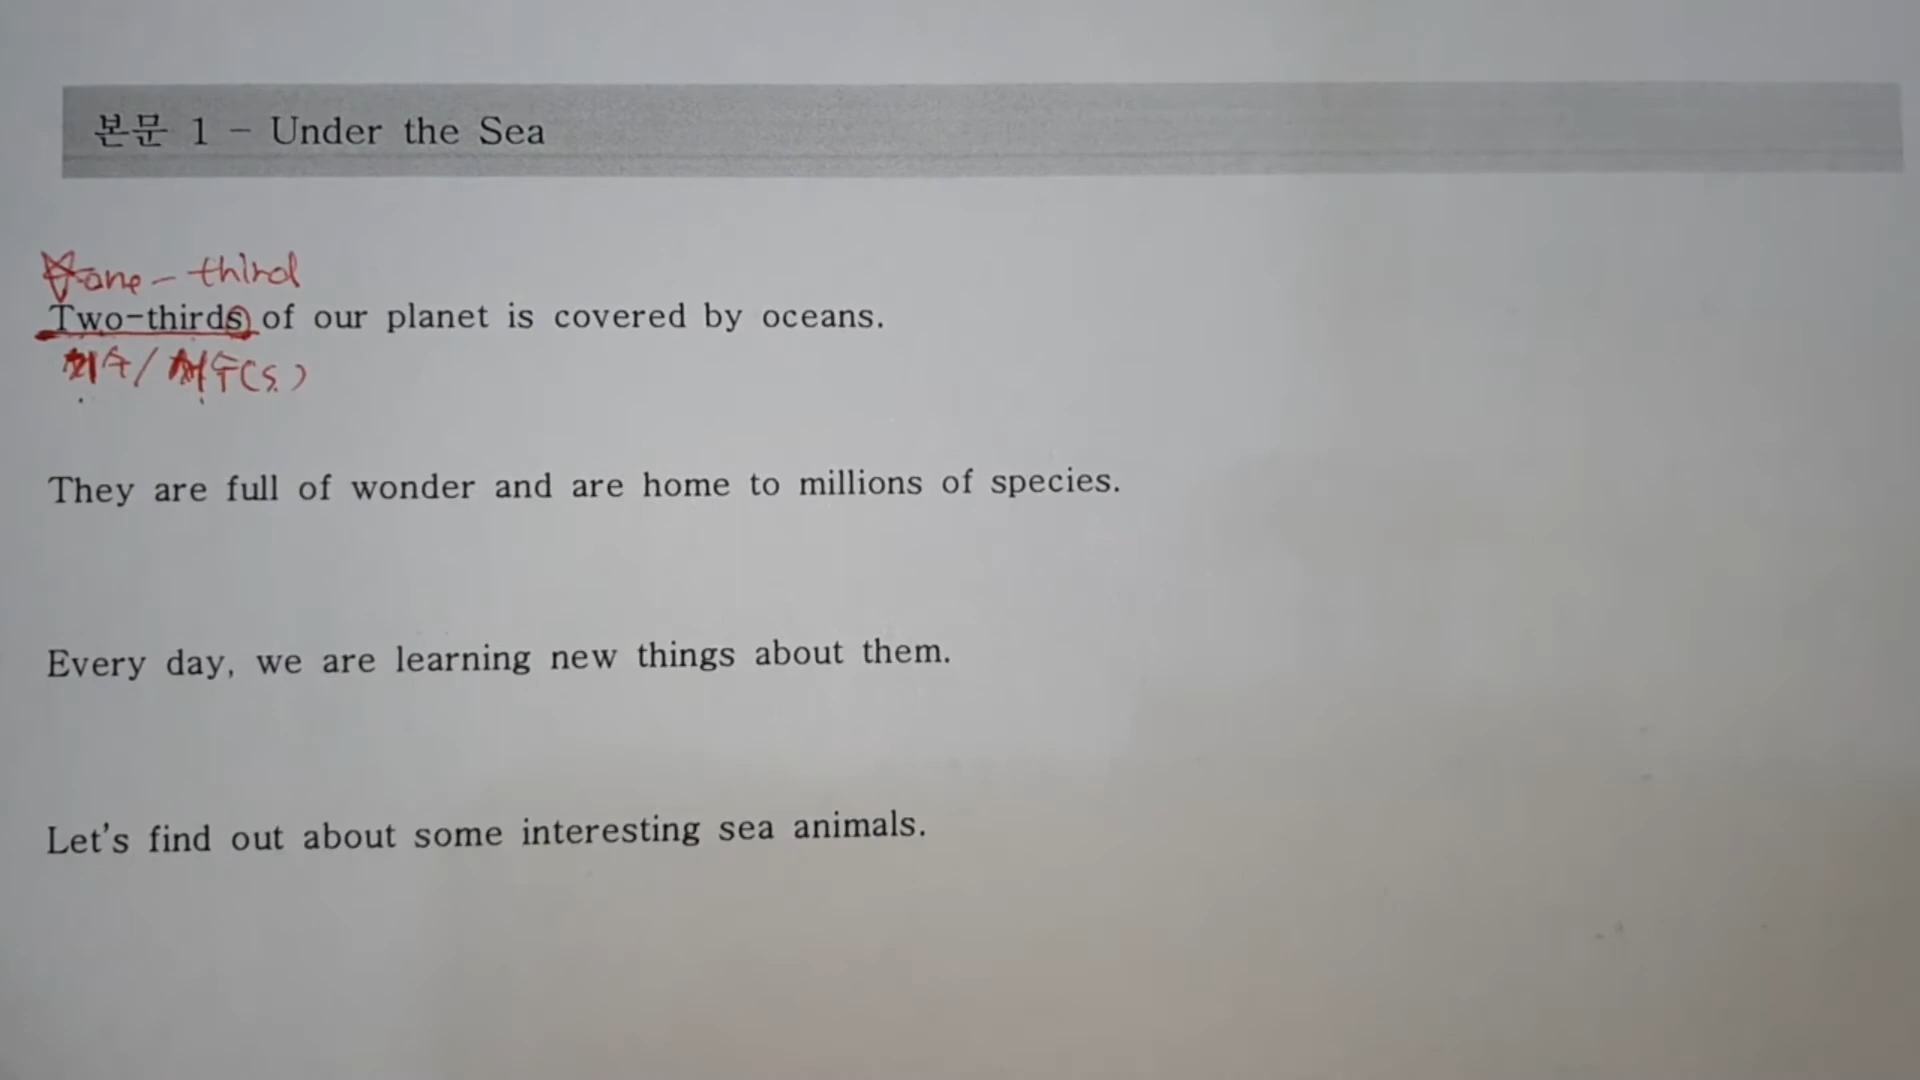 본문 1 - Under the Sea
one - third
Two-thirds of our planet is covered by oceans.
기수 / 서수(s)
They are full of wonder and are home to millions of species.
Every day, we are learning new things about them.
Let's find out about some interesting sea animals.